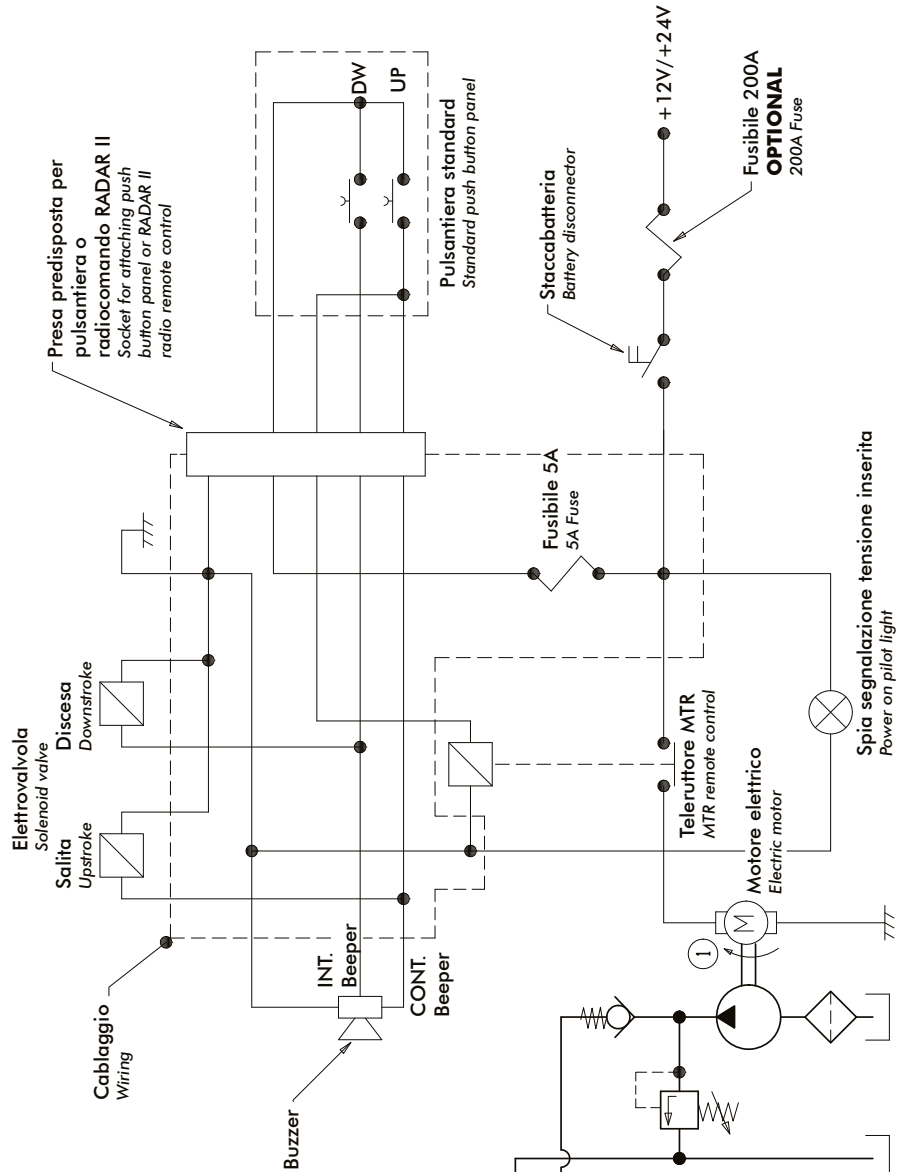 Presa predisposta per
pulsantiera o
radiocomando RADAR II
Socket for attaching push
button panel or RADAR II
radio remote control
Elettrovalvola
Solenoid valve
Salita
Upstroke
Discesa
Downstroke
Cablaggio
Wiring
INT.
Beeper
CONT.
Beeper
Buzzer
DW
UP
Pulsantiera standard
Standard push button panel
Staccabatteria
Battery disconnector
+12V/+24V
Fusibile 200A
OPTIONAL
200A Fuse
Fusibile 5A
5A Fuse
Teleruttore MTR
MTR remote control
Motore elettrico
Electric motor
M
1
Spia segnalazione tensione inserita
Power on pilot light